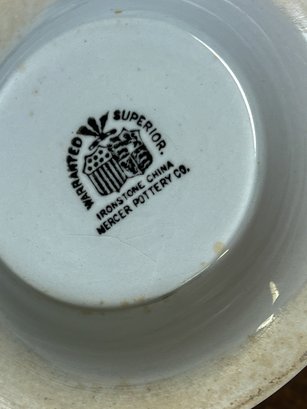 WARRANTED SUPERIOR.
IRONSTONE CHINA
MERCER POTTERY CO.